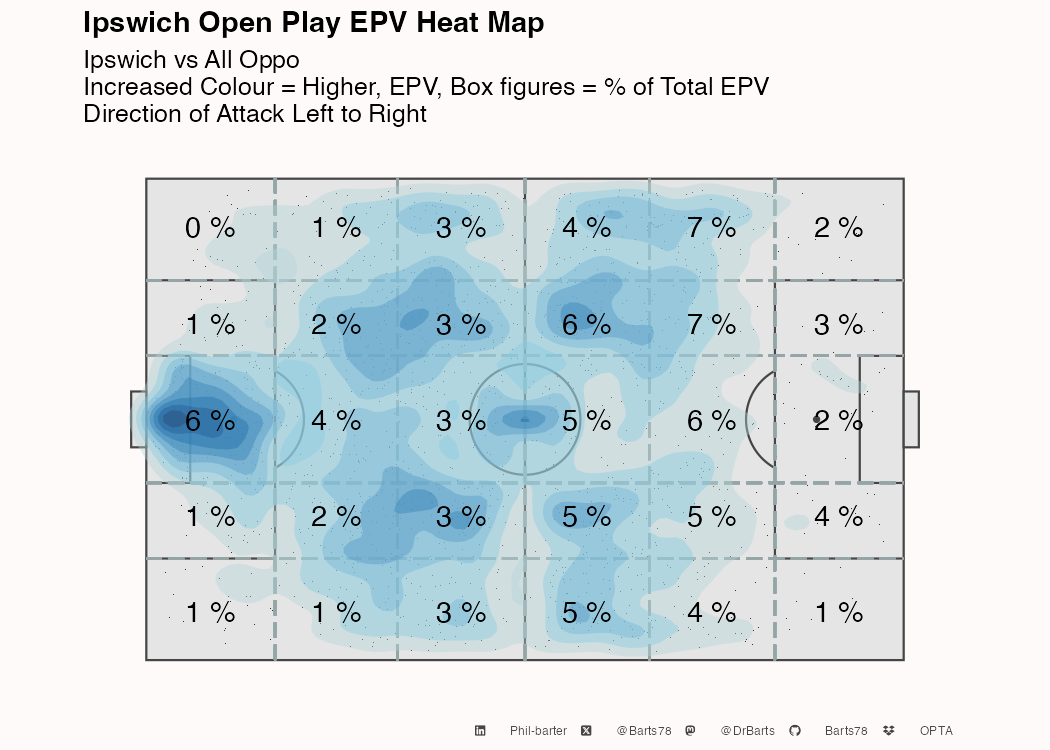 Ipswich Open Play EPV Heat Map
Ipswich vs All Oppo
Increased Colour = Higher, EPV, Box figures = % of Total EPV
Direction of Attack Left to Right
0 % 1 % 3 % 4 % 7 % 2 %
1 % 2 % 3 % 6 % 7 % 3 %
6 % 4 % 3 % 5 % 6 % 2 %
1 % 2 % 3 % 5 % 5 % 4 %
1 % 1 % 3 % 5 % 4 % 1 %
Phil-barter @Barts78 @DrBarts Barts78 OPTA